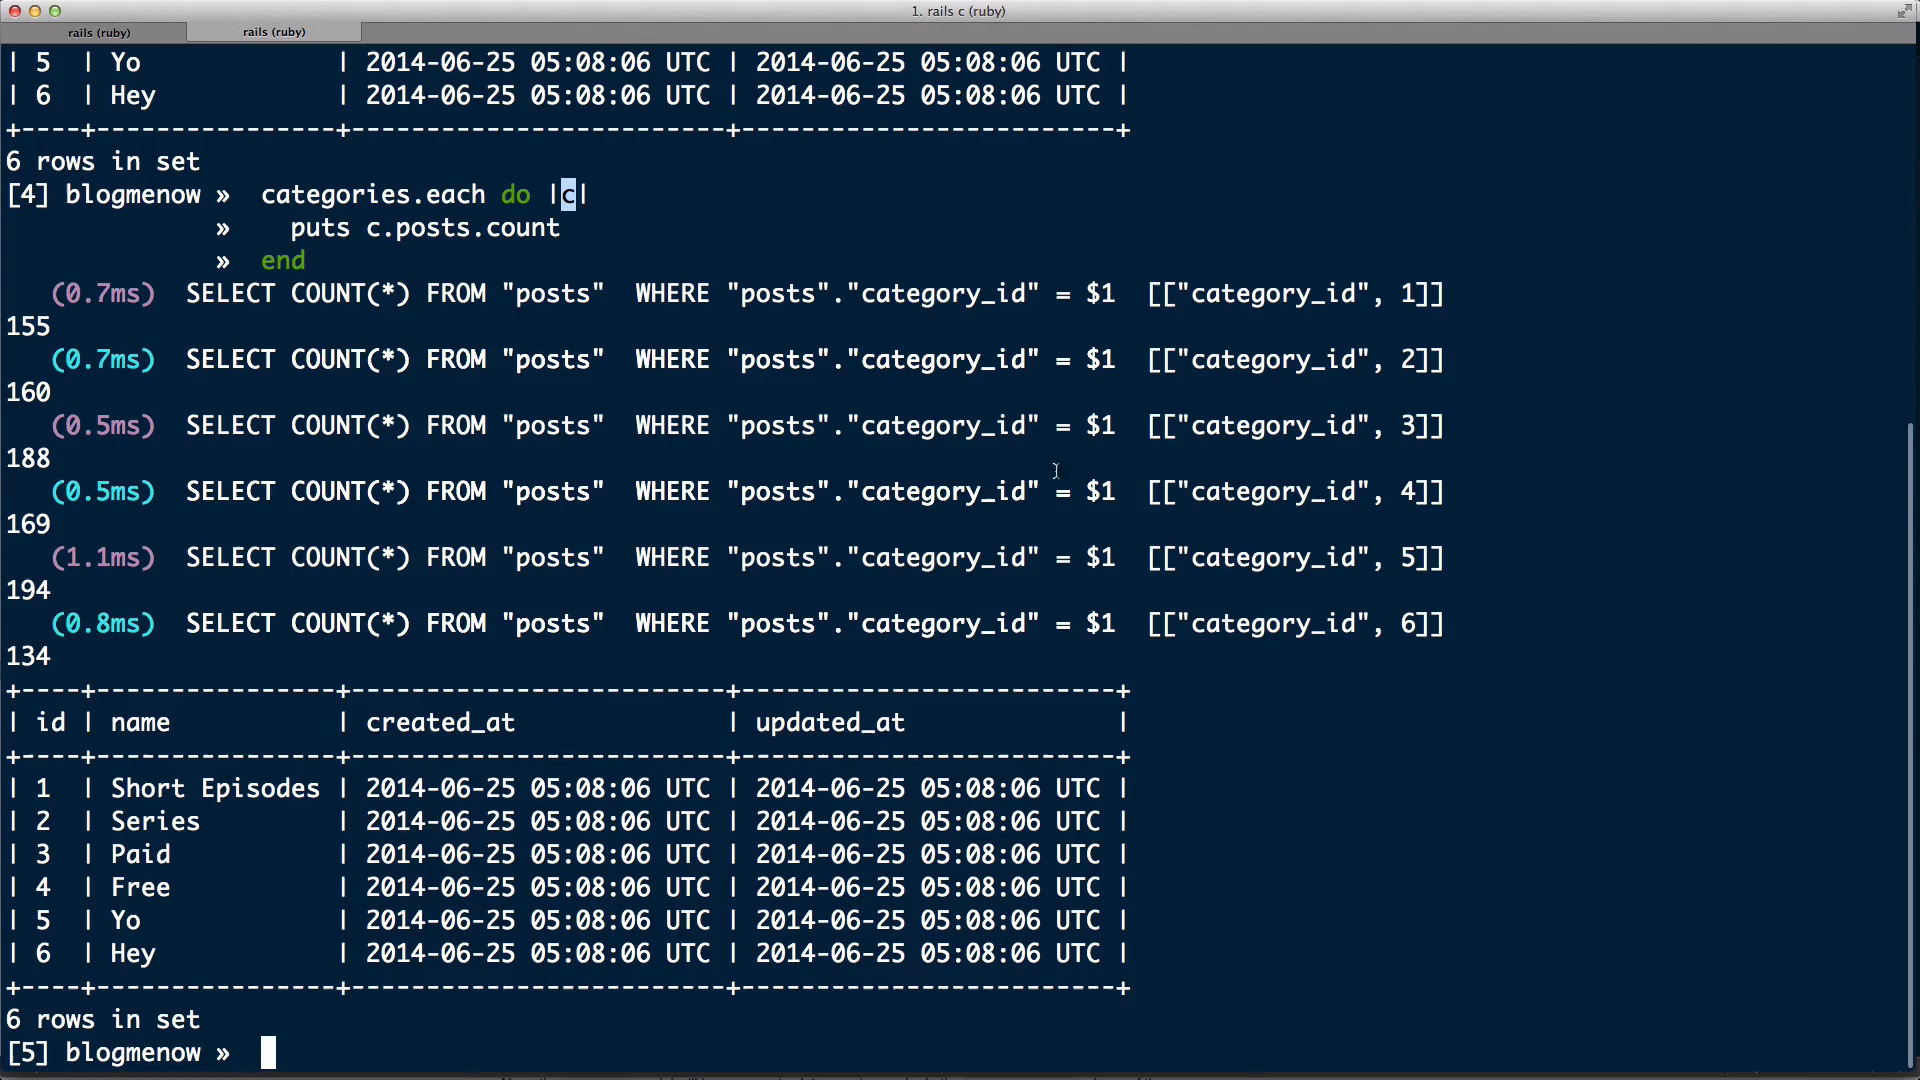 1. rails c (ruby)
rails (ruby) rails (ruby)
| 5  | Yo             | 2014-06-25 05:08:06 UTC | 2014-06-25 05:08:06 UTC |
| 6  | Hey            | 2014-06-25 05:08:06 UTC | 2014-06-25 05:08:06 UTC |
+----+----------------+-------------------------+-------------------------+
6 rows in set
[4] blogmenow »  categories.each do |c|
              »    puts c.posts.count
              »  end
   (0.7ms)  SELECT COUNT(*) FROM "posts"  WHERE "posts"."category_id" = $1  [["category_id", 1]]
155
   (0.7ms)  SELECT COUNT(*) FROM "posts"  WHERE "posts"."category_id" = $1  [["category_id", 2]]
160
   (0.5ms)  SELECT COUNT(*) FROM "posts"  WHERE "posts"."category_id" = $1  [["category_id", 3]]
188
   (0.5ms)  SELECT COUNT(*) FROM "posts"  WHERE "posts"."category_id" = $1  [["category_id", 4]]
169
   (1.1ms)  SELECT COUNT(*) FROM "posts"  WHERE "posts"."category_id" = $1  [["category_id", 5]]
194
   (0.8ms)  SELECT COUNT(*) FROM "posts"  WHERE "posts"."category_id" = $1  [["category_id", 6]]
134
+----+----------------+-------------------------+-------------------------+
| id | name           | created_at              | updated_at              |
+----+----------------+-------------------------+-------------------------+
| 1  | Short Episodes | 2014-06-25 05:08:06 UTC | 2014-06-25 05:08:06 UTC |
| 2  | Series         | 2014-06-25 05:08:06 UTC | 2014-06-25 05:08:06 UTC |
| 3  | Paid           | 2014-06-25 05:08:06 UTC | 2014-06-25 05:08:06 UTC |
| 4  | Free           | 2014-06-25 05:08:06 UTC | 2014-06-25 05:08:06 UTC |
| 5  | Yo             | 2014-06-25 05:08:06 UTC | 2014-06-25 05:08:06 UTC |
| 6  | Hey            | 2014-06-25 05:08:06 UTC | 2014-06-25 05:08:06 UTC |
+----+----------------+-------------------------+-------------------------+
6 rows in set
[5] blogmenow »